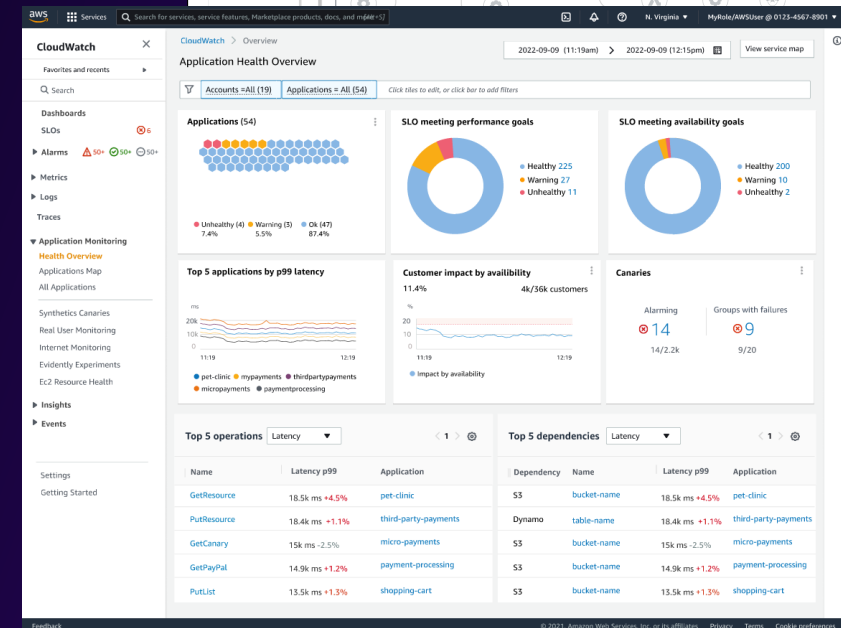 aws Services Search for services, service features, Marketplace products, docs, and more N. Virginia MyRole/AWSUser @ 0123-4567-8901
CloudWatch
Favorites and recents
Search
Dashboards
SLOs 6
Alarms 50+ 50+ 50+
Metrics
Logs
Traces
Application Monitoring
Health Overview
Applications Map
All Applications
Synthetics Canaries
Real User Monitoring
Internet Monitoring
Evidently Experiments
Ec2 Resource Health
Insights
Events
Settings
Getting Started
CloudWatch > Overview
Application Health Overview
2022-09-09 (11:19am) > 2022-09-09 (12:15pm)
View service map
Accounts =All (19) Applications = All (54) Click tiles to edit, or click bar to add filters
Applications (54)
Unhealthy (4) Warning (3) Ok (47)
7.4% 5.5% 87.4%
SLO meeting performance goals
Healthy 225
Warning 27
Unhealthy 11
SLO meeting availability goals
Healthy 200
Warning 10
Unhealthy 2
Top 5 applications by p99 latency
ms
20k
10k
0
11:19 12:19
pet-clinic mypayments thirdpartypayments
micropayments paymentprocessing
Customer impact by availibility
11.4% 4k/36k customers
%
20
10
0
11:19 12:19
Impact by availability
Canaries
Alarming Groups with failures
14 9
14/2.2k 9/20
Top 5 operations Latency < 1 >
Name Latency p99 Application
GetResource 18.5k ms +4.5% pet-clinic
PutResource 18.4k ms +1.1% third-party-payments
GetCanary 15k ms -2.5% micro-payments
GetPayPal 14.9k ms +1.2% payment-processing
PutList 13.5k ms +1.3% shopping-cart
Top 5 dependencies Latency < 1 >
Dependency Name Latency p99 Application
S3 bucket-name 18.5k ms +4.5% pet-clinic
Dynamo table-name 18.4k ms +1.1% third-party-payments
S3 bucket-name 15k ms -2.5% micro-payments
S3 bucket-name 14.9k ms +1.2% payment-processing
S3 bucket-name 13.5k ms +1.3% shopping-cart
Feedback © 2021, Amazon Web Services, Inc. or its affiliates. Privacy Terms Cookie preferences